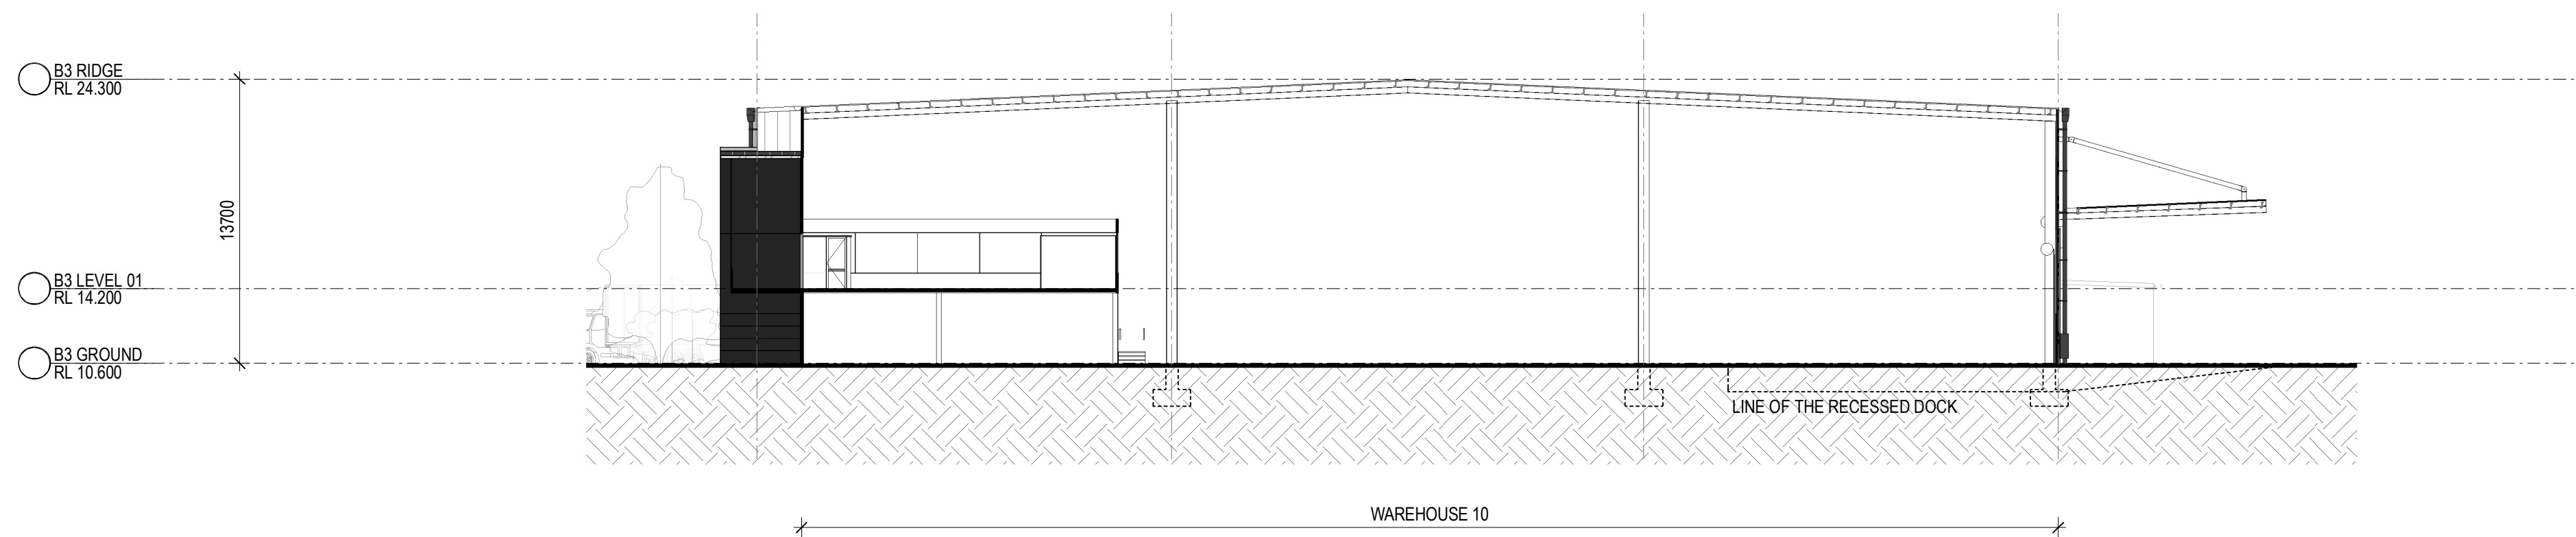 B3 RIDGE
RL 24.300
13700
B3 LEVEL 01
RL 14.200
B3 GROUND
RL 10.600
LINE OF THE RECESSED DOCK
WAREHOUSE 10